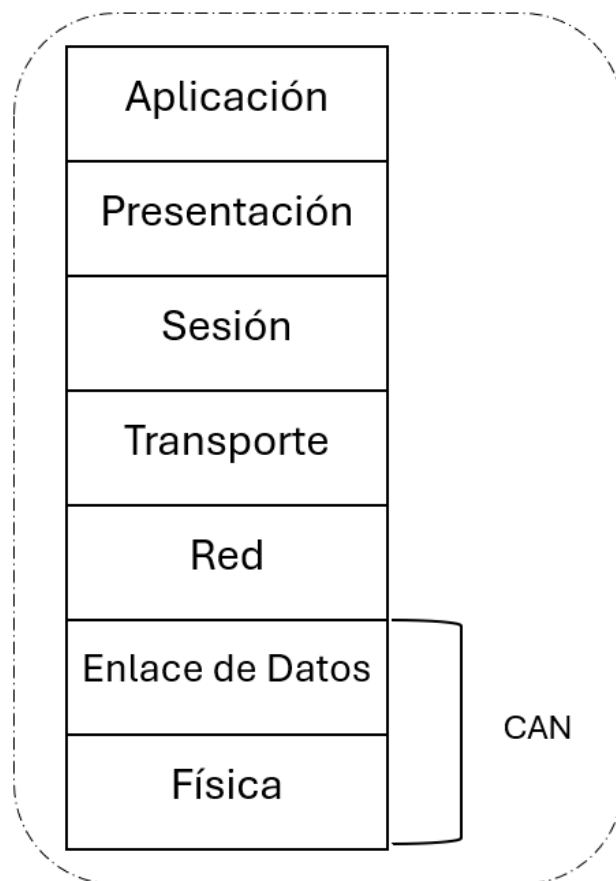 Aplicación
Presentación
Sesión
Transporte
Red
Enlace de Datos
CAN
Física